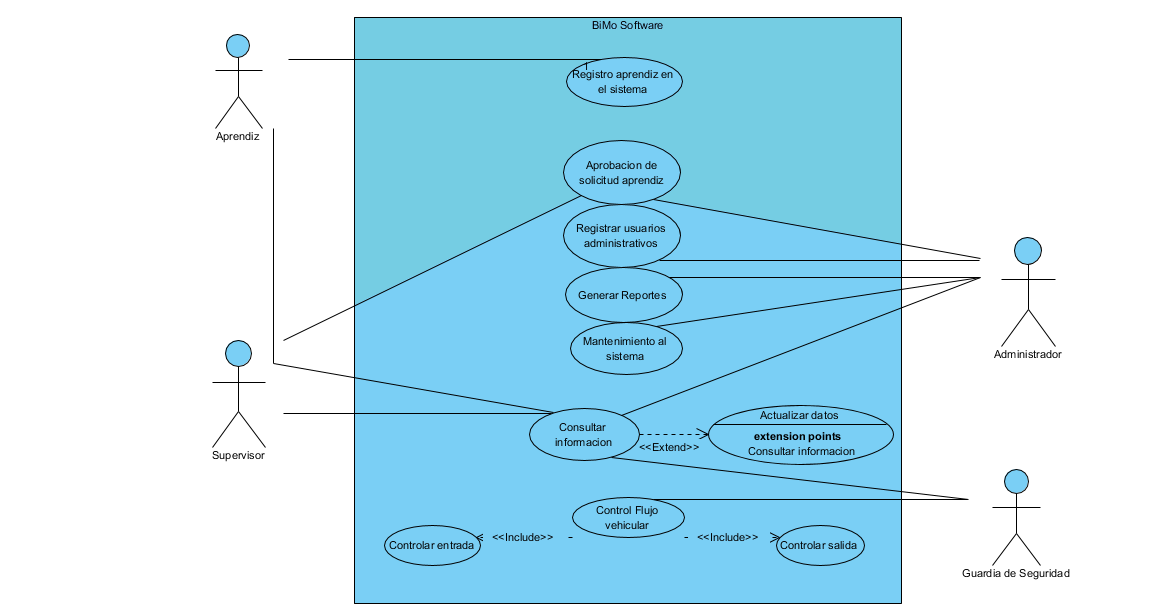 BiMo Software
Aprendiz
Registro aprendiz en
el sistema
Aprobacion de
solicitud aprendiz
Registrar usuarios
administrativos
Generar Reportes
Mantenimiento al
sistema
Administrador
Supervisor
Consultar
informacion
<<Extend>>
Actualizar datos
extension points
Consultar informacion
Control Flujo
vehicular
Controlar entrada
<<Include>>
<<Include>>
Controlar salida
Guardia de Seguridad